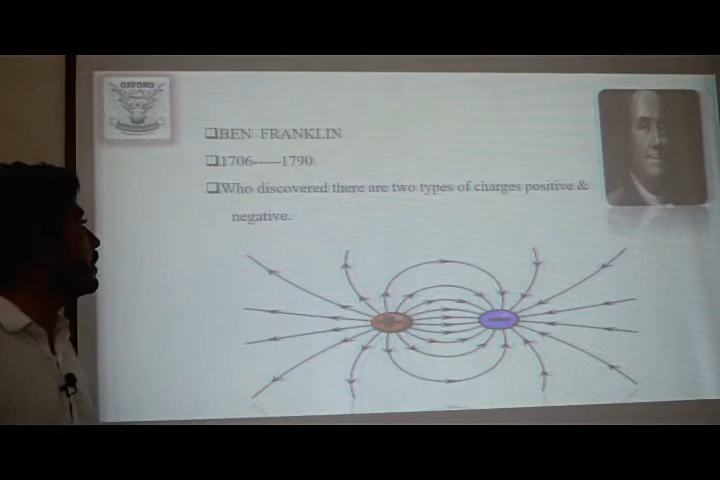 OXFORD
❑BEN FRANKLIN
❑1706-----1790.
❑Who discovered there are two types of charges positive &
negative.
+
−